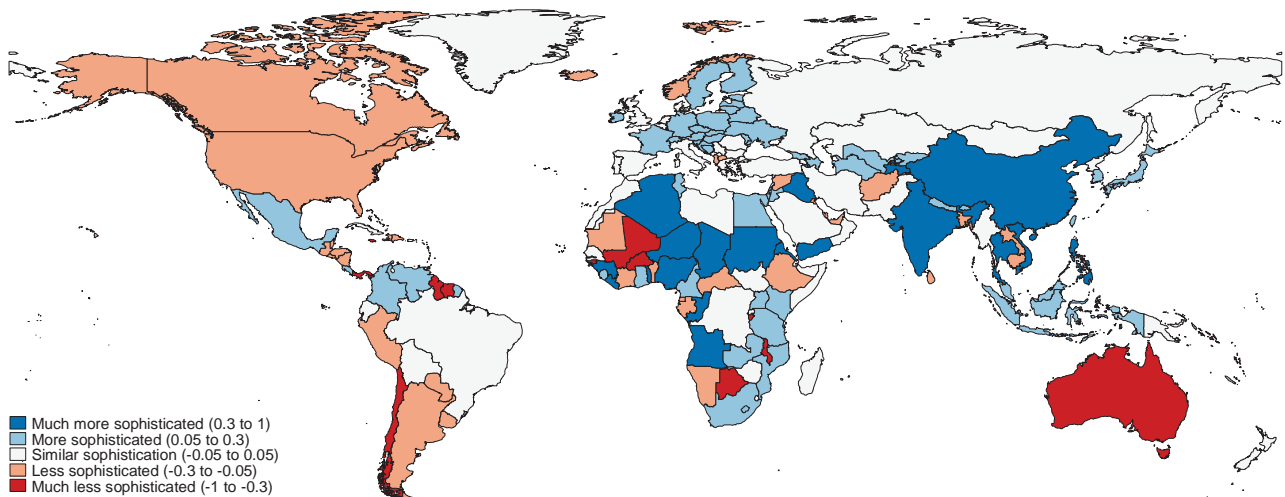 Much more sophisticated (0.3 to 1)
More sophisticated (0.05 to 0.3)
Similar sophistication (-0.05 to 0.05)
Less sophisticated (-0.3 to -0.05)
Much less sophisticated (-1 to -0.3)